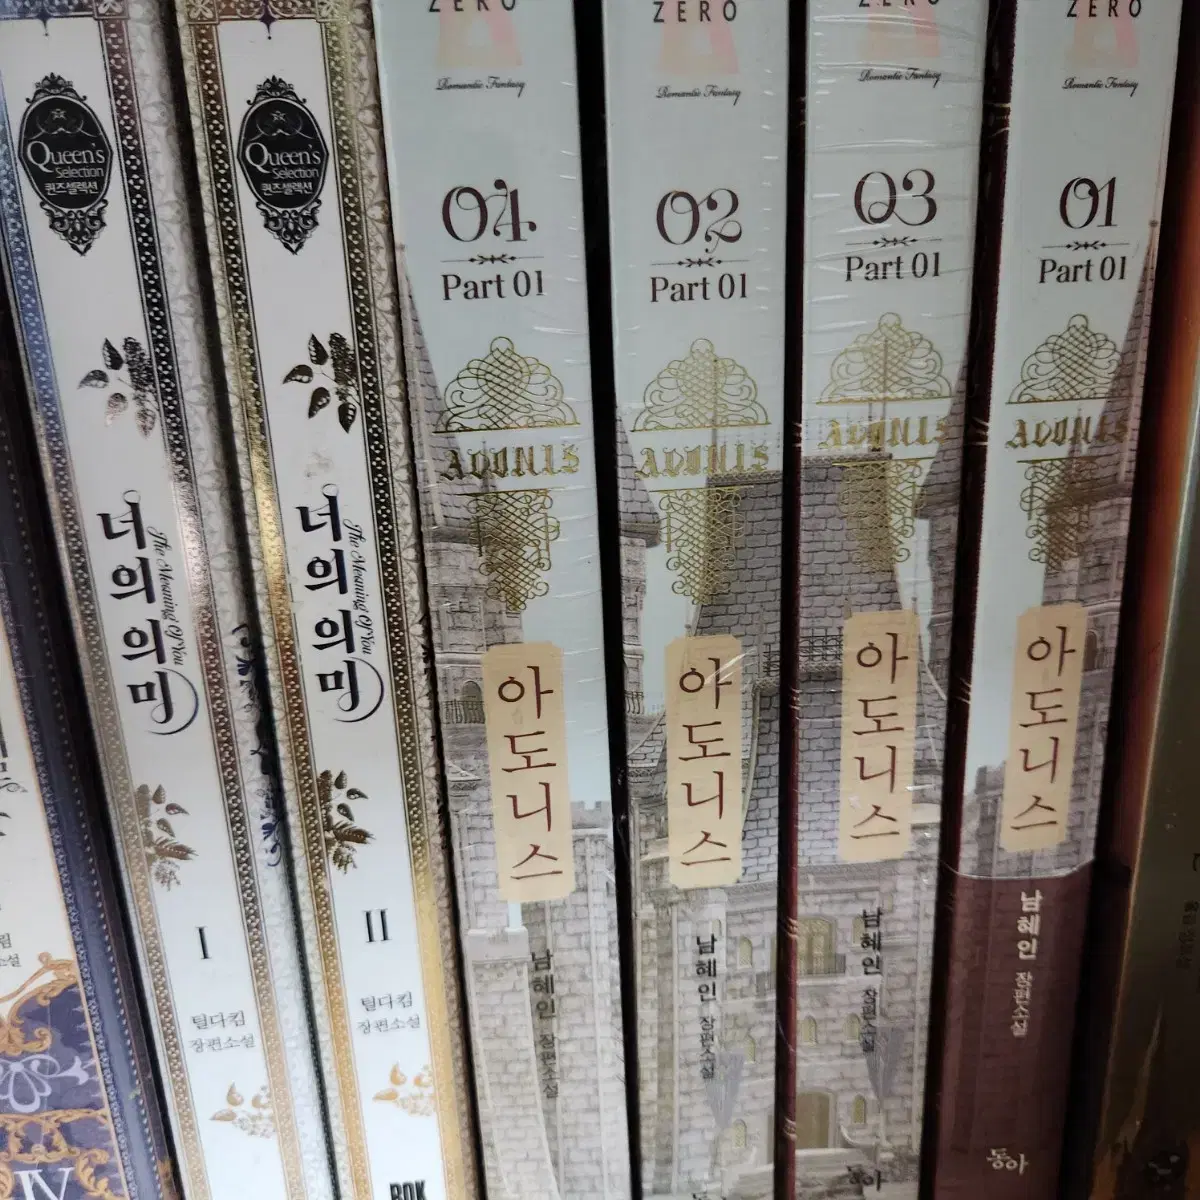 Queen's
Selection
퀸즈셀렉션
너의 의미
The Meaning Of You
I
틸다킴
장편소설
Queen's
Selection
퀸즈셀렉션
너의 의미
The Meaning Of You
II
틸다킴
장편소설
ZERO
Romantic Fantasy
04
Part 01
ADONIS
아도니스
남혜인 장편소설
ZERO
Romantic Fantasy
02
Part 01
ADONIS
아도니스
남혜인 장편소설
ZERO
Romantic Fantasy
03
Part 01
ADONIS
아도니스
남혜인 장편소설
동아
ZERO
Romantic Fantasy
01
Part 01
ADONIS
아도니스
남혜인 장편소설
동아
IV